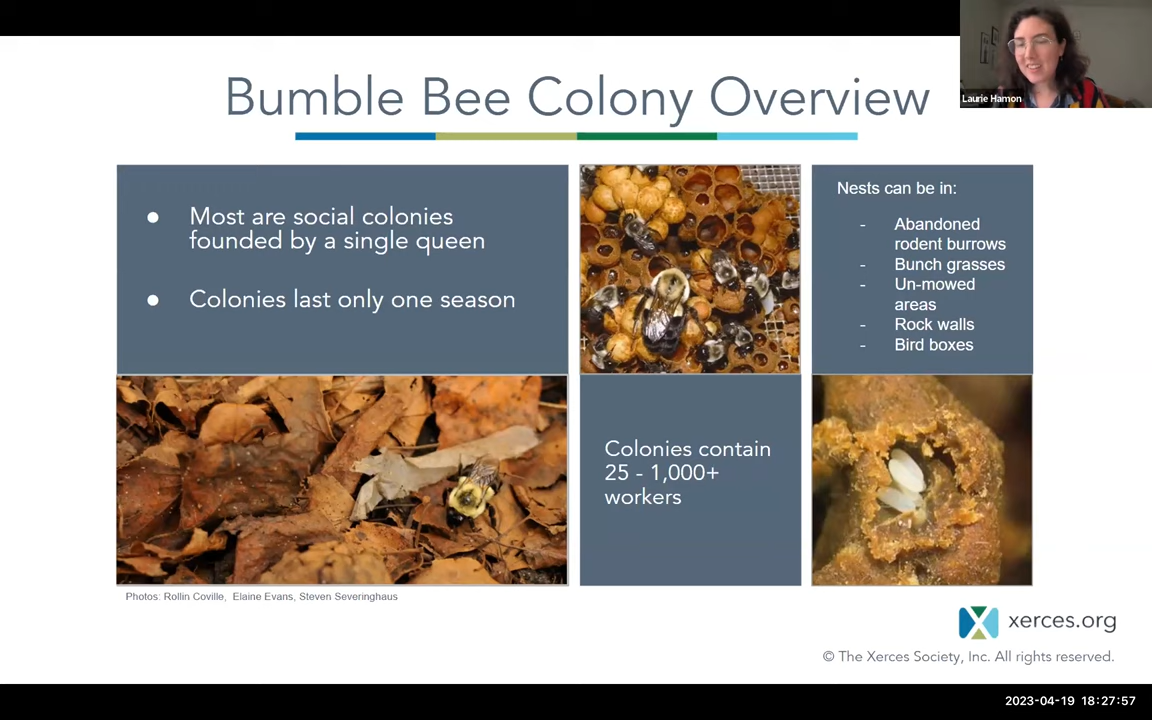 Laurie Hamon
Bumble Bee Colony Overview
● Most are social colonies
founded by a single queen
● Colonies last only one season
Nests can be in:
- Abandoned
rodent burrows
- Bunch grasses
- Un-mowed
areas
- Rock walls
- Bird boxes
Colonies contain
25 - 1,000+
workers
Photos: Rollin Coville, Elaine Evans, Steven Severinghaus
xerces.org
© The Xerces Society, Inc. All rights reserved.
2023-04-19 18:27:57